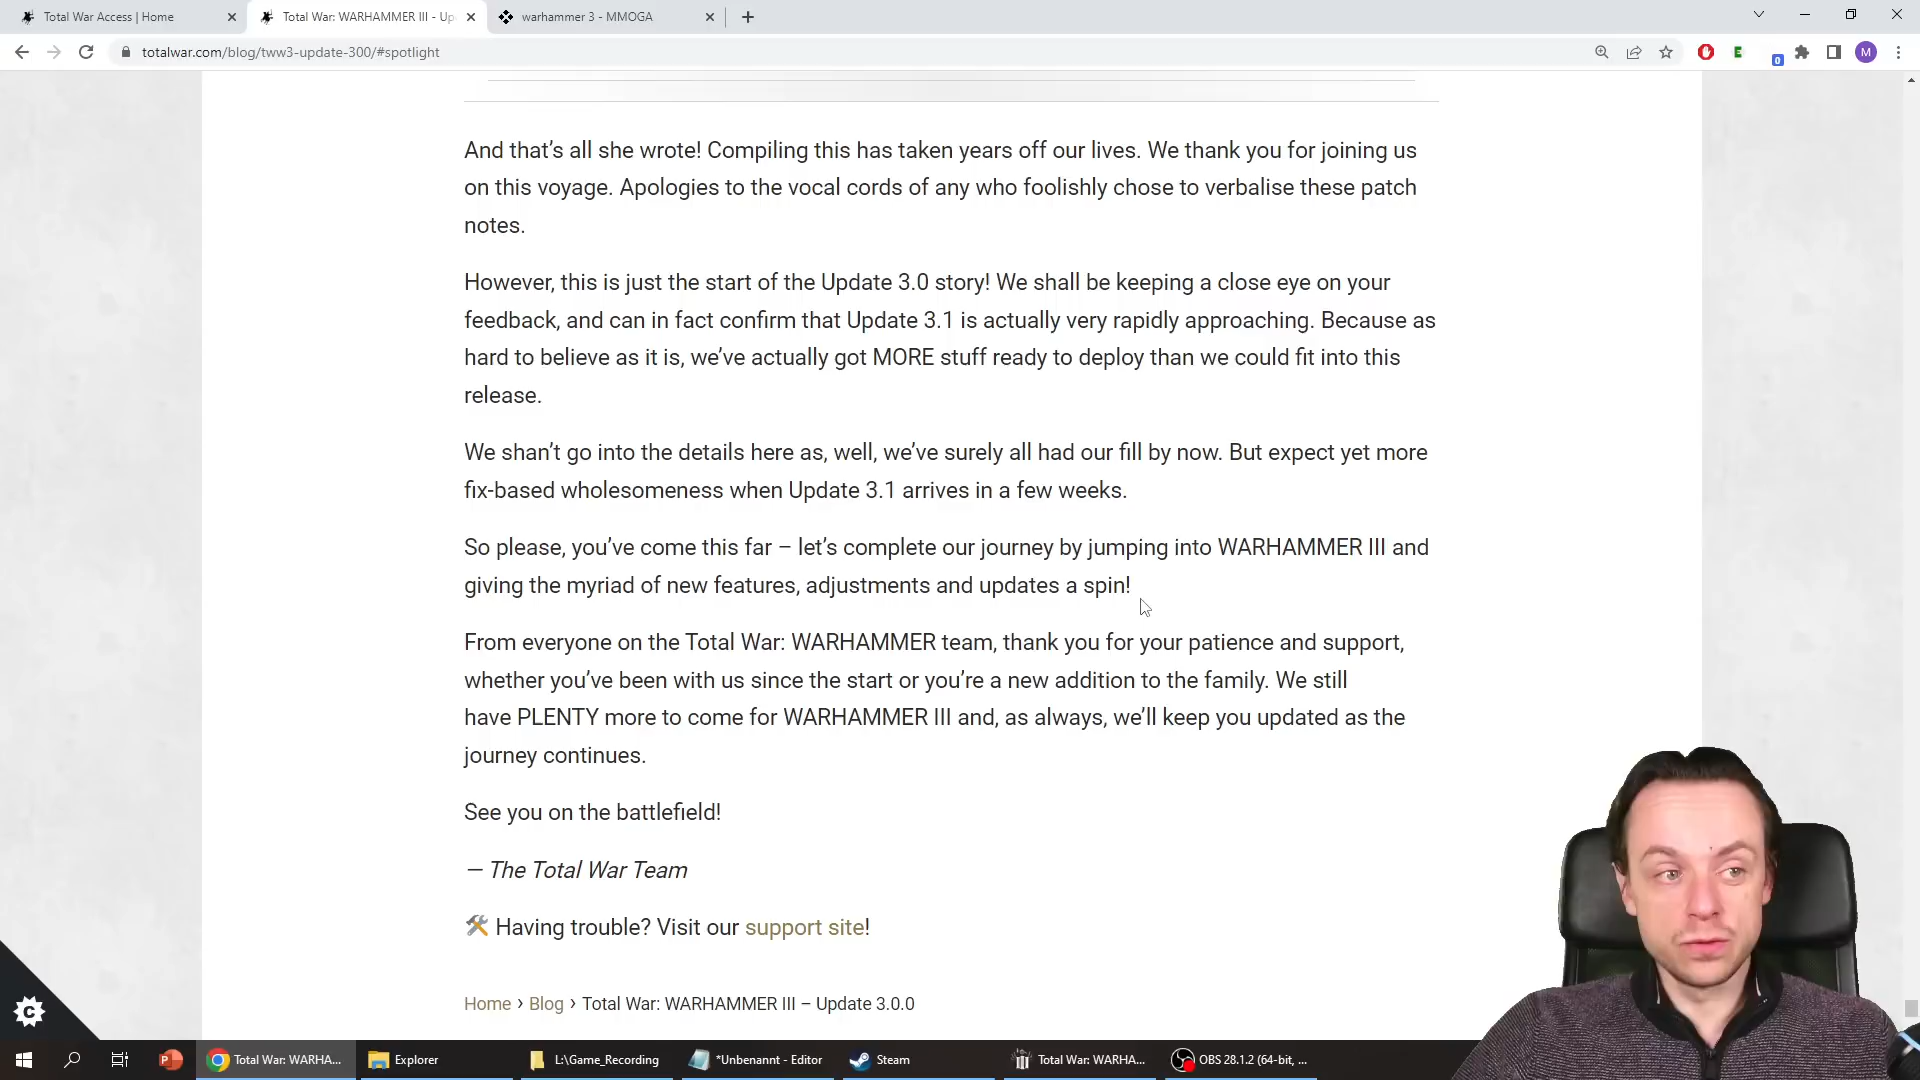 Total War Access | Home
Total War: WARHAMMER III - Up
warhammer 3 - MMOGA
totalwar.com/blog/tww3-update-300/#spotlight
E
0
M
And that’s all she wrote! Compiling this has taken years off our lives. We thank you for joining us
on this voyage. Apologies to the vocal cords of any who foolishly chose to verbalise these patch
notes.
However, this is just the start of the Update 3.0 story! We shall be keeping a close eye on your
feedback, and can in fact confirm that Update 3.1 is actually very rapidly approaching. Because as
hard to believe as it is, we’ve actually got MORE stuff ready to deploy than we could fit into this
release.
We shan’t go into the details here as, well, we’ve surely all had our fill by now. But expect yet more
fix-based wholesomeness when Update 3.1 arrives in a few weeks.
So please, you’ve come this far – let’s complete our journey by jumping into WARHAMMER III and
giving the myriad of new features, adjustments and updates a spin!
From everyone on the Total War: WARHAMMER team, thank you for your patience and support,
whether you’ve been with us since the start or you’re a new addition to the family. We still
have PLENTY more to come for WARHAMMER III and, as always, we’ll keep you updated as the
journey continues.
See you on the battlefield!
— The Total War Team
Having trouble? Visit our support site!
Home › Blog › Total War: WARHAMMER III – Update 3.0.0
C
P
Total War: WARHA...
Explorer
L:\Game_Recording
*Unbenannt - Editor
Steam
Total War: WARHA...
OBS 28.1.2 (64-bit, ...